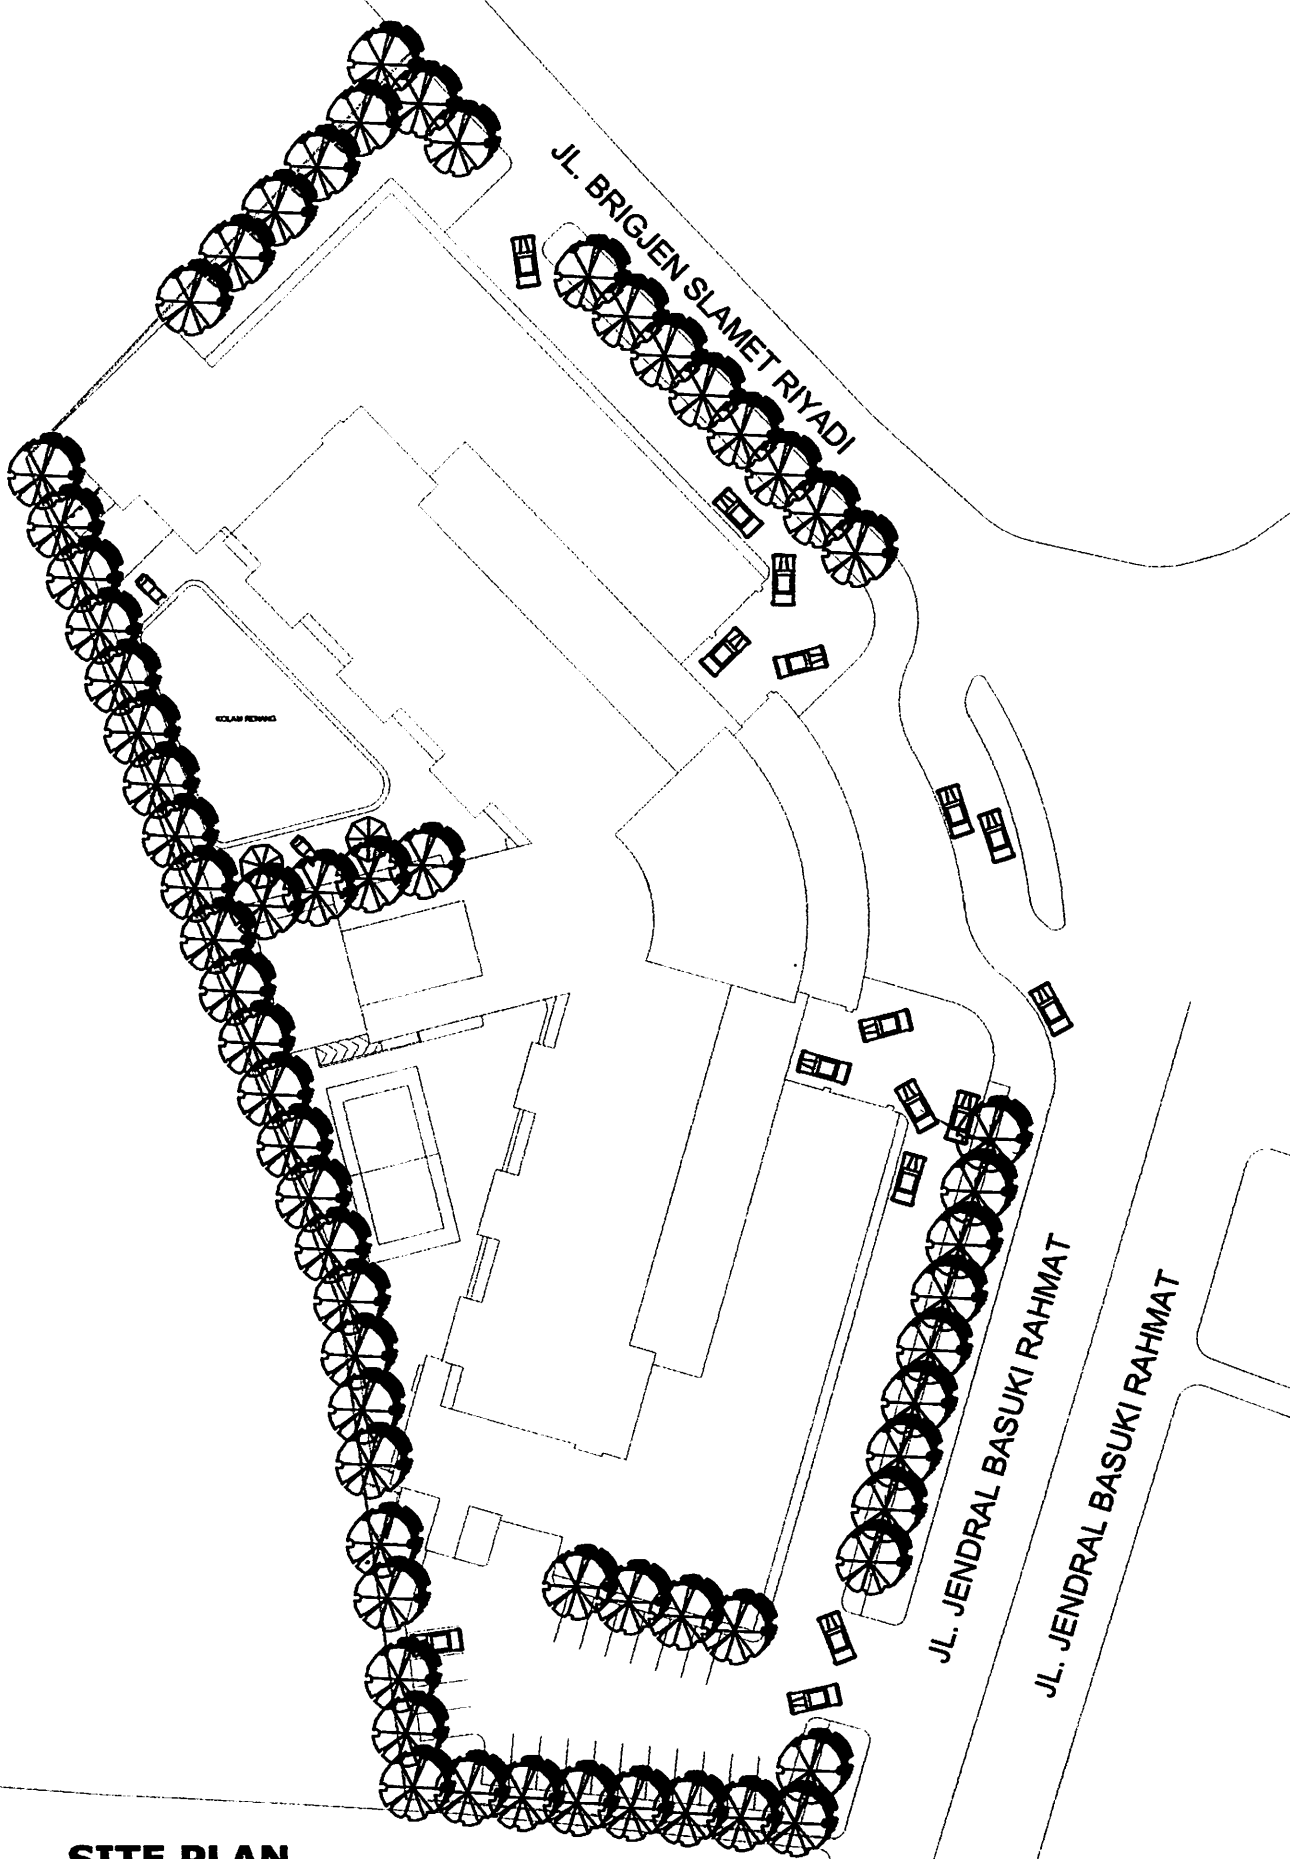 JL. BRIGJEN SLAMET RIYADI
KOLAM RENANG
JL. JENDRAL BASUKI RAHMAT
JL. JENDRAL BASUKI RAHMAT
SITE PLAN